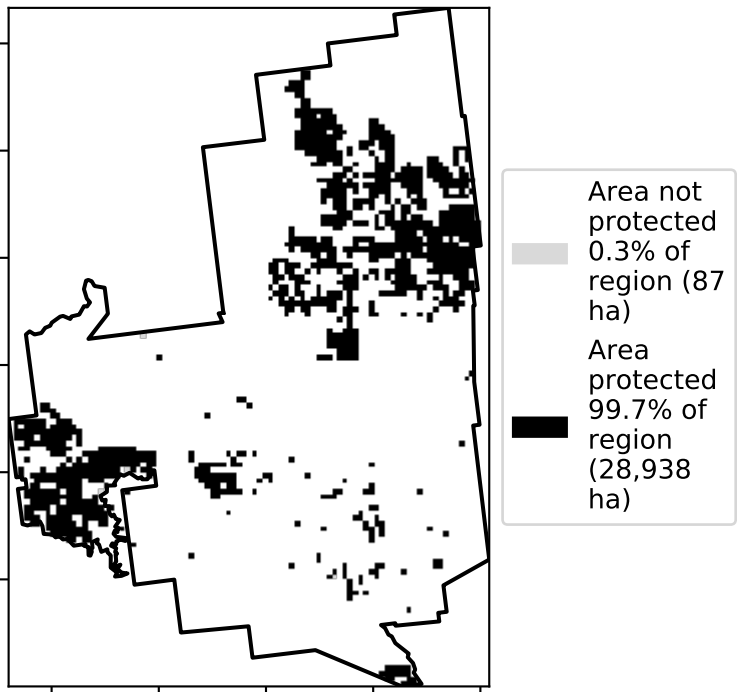 Area not
protected
0.3% of
region (87
ha)
Area
protected
99.7% of
region
(28,938
ha)